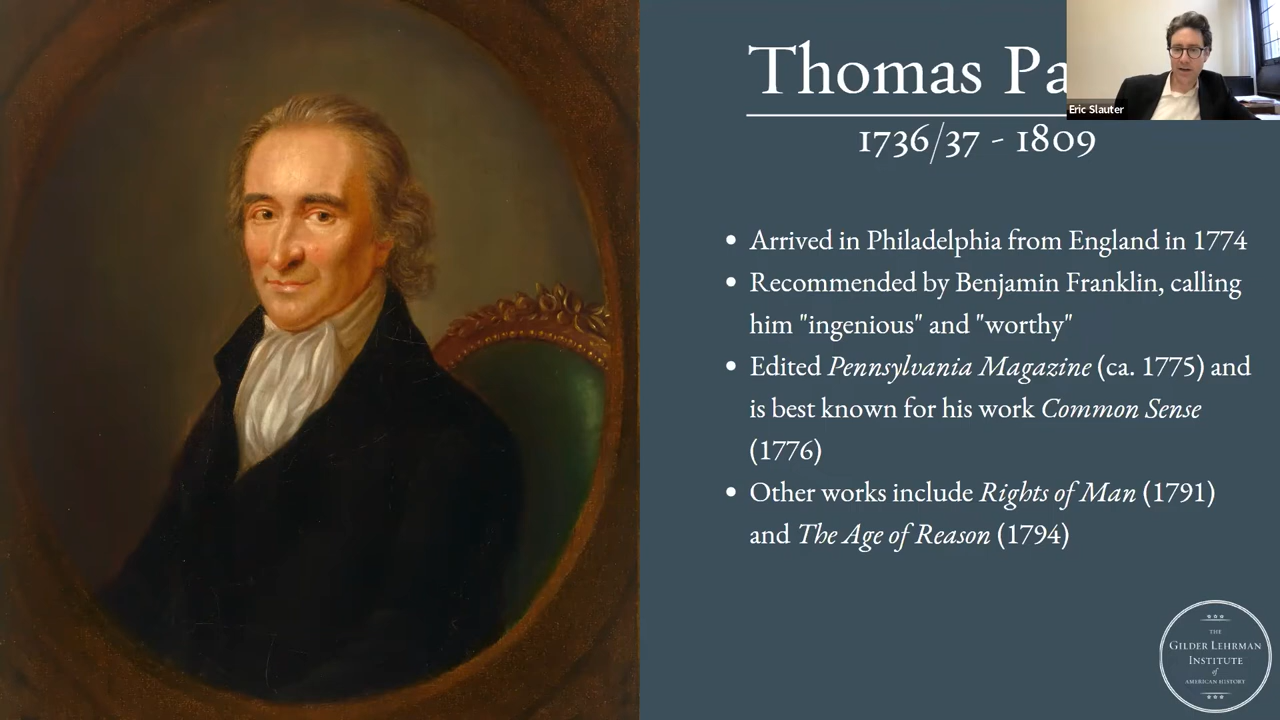 Thomas Pa
Eric Slauter
1736/37 - 1809
• Arrived in Philadelphia from England in 1774
• Recommended by Benjamin Franklin, calling
him "ingenious" and "worthy"
• Edited Pennsylvania Magazine (ca. 1775) and
is best known for his work Common Sense
(1776)
• Other works include Rights of Man (1791)
and The Age of Reason (1794)
THE
GILDER LEHRMAN
INSTITUTE
of
AMERICAN HISTORY